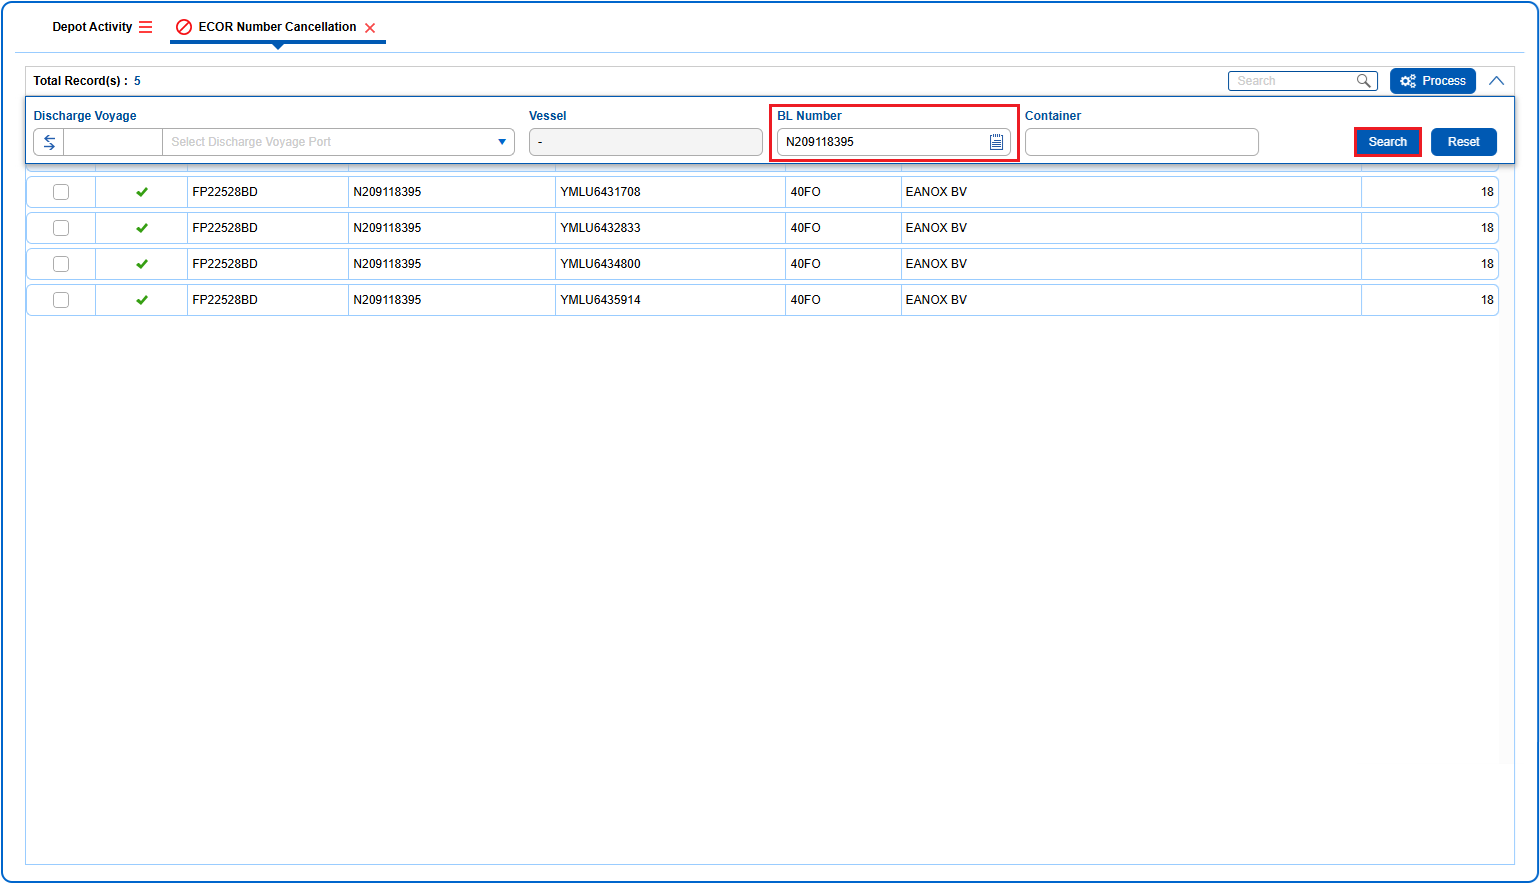 Depot Activity ECOR Number Cancellation
Total Record(s) : 5 Search Process
Discharge Voyage Vessel BL Number Container
Select Discharge Voyage Port - N209118395 Search Reset
FP22528BD N209118395 YMLU6431708 40FO EANOX BV 18
FP22528BD N209118395 YMLU6432833 40FO EANOX BV 18
FP22528BD N209118395 YMLU6434800 40FO EANOX BV 18
FP22528BD N209118395 YMLU6435914 40FO EANOX BV 18